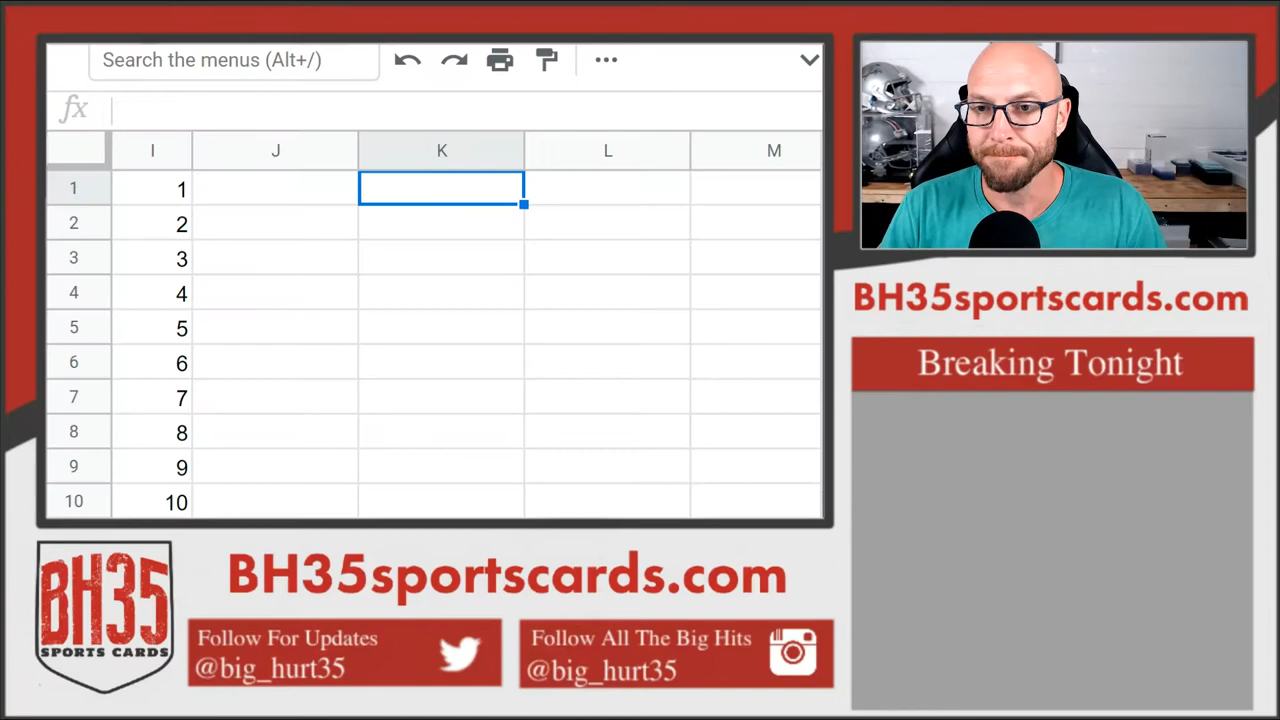 Search the menus (Alt+/)
fx
I J K L M
1 1
2 2
3 3
4 4
5 5
6 6
7 7
8 8
9 9
10 10
BH35sportscards.com
Breaking Tonight
BH35
SPORTS CARDS
BH35sportscards.com
Follow For Updates
@big_hurt35
Follow All The Big Hits
@big_hurt35